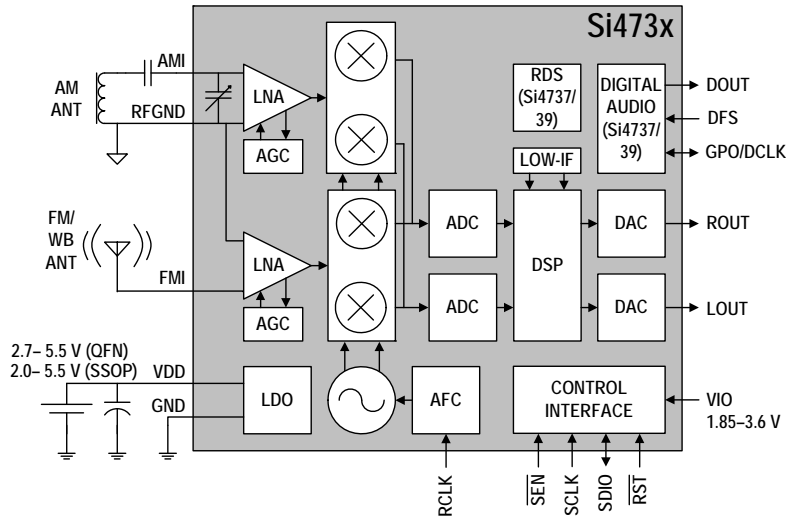 Si473x
AMI
AM
ANT
RFGND
LNA
AGC
RDS
(Si4737/
39)
DIGITAL
AUDIO
(Si4737/
39)
DOUT
DFS
GPO/DCLK
LOW-IF
FM/
WB
ANT
FMI
LNA
AGC
ADC
ADC
DSP
DAC
DAC
ROUT
LOUT
2.7– 5.5 V (QFN)
2.0– 5.5 V (SSOP)
VDD
GND
LDO
AFC
CONTROL
INTERFACE
VIO
1.85–3.6 V
RCLK
SEN
SCLK
SDIO
RST